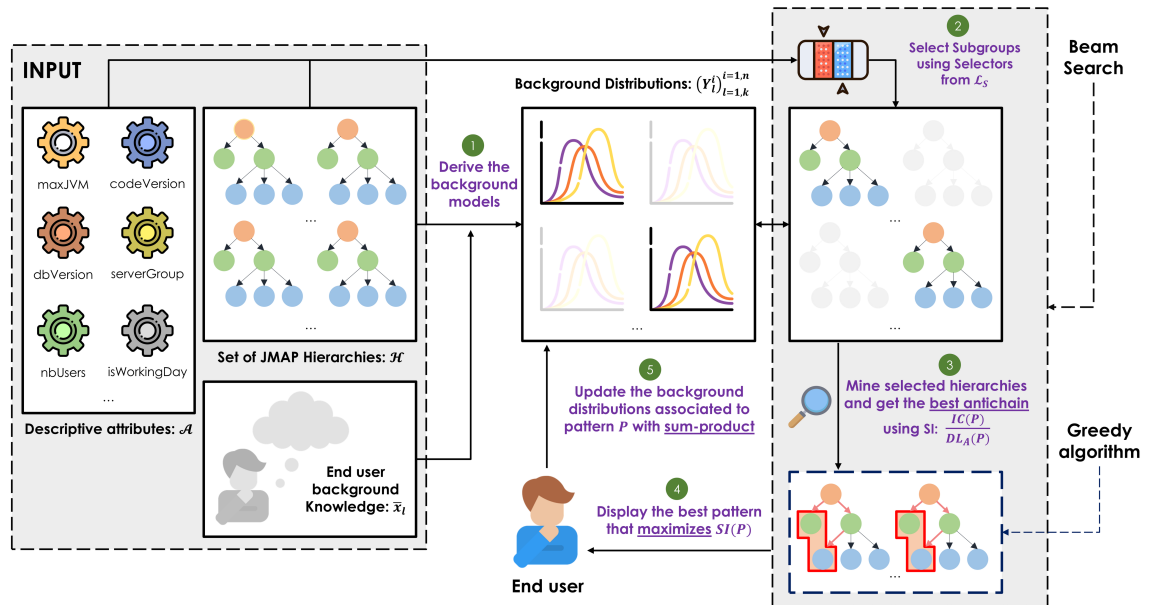 INPUT
maxJVM
codeVersion
dbVersion
serverGroup
nbUsers
isWorkingDay
...
Descriptive attributes: 𝒜
...
...
Set of JMAP Hierarchies: ℋ
End user
background
Knowledge: x̅ₗ
1
Derive the
background
models
Background Distributions: (Yₗⁱ)ⁱ⁼¹,ⁿₗ₌₁,ₖ
...
2
Select Subgroups
using Selectors
from ℒ_S
Beam
Search
...
3
Mine selected hierarchies
and get the best antichain
using SI: IC(P)
DL_A(P)
Greedy
algorithm
...
4
Display the best pattern
that maximizes SI(P)
End user
5
Update the background
distributions associated to
pattern P with sum-product